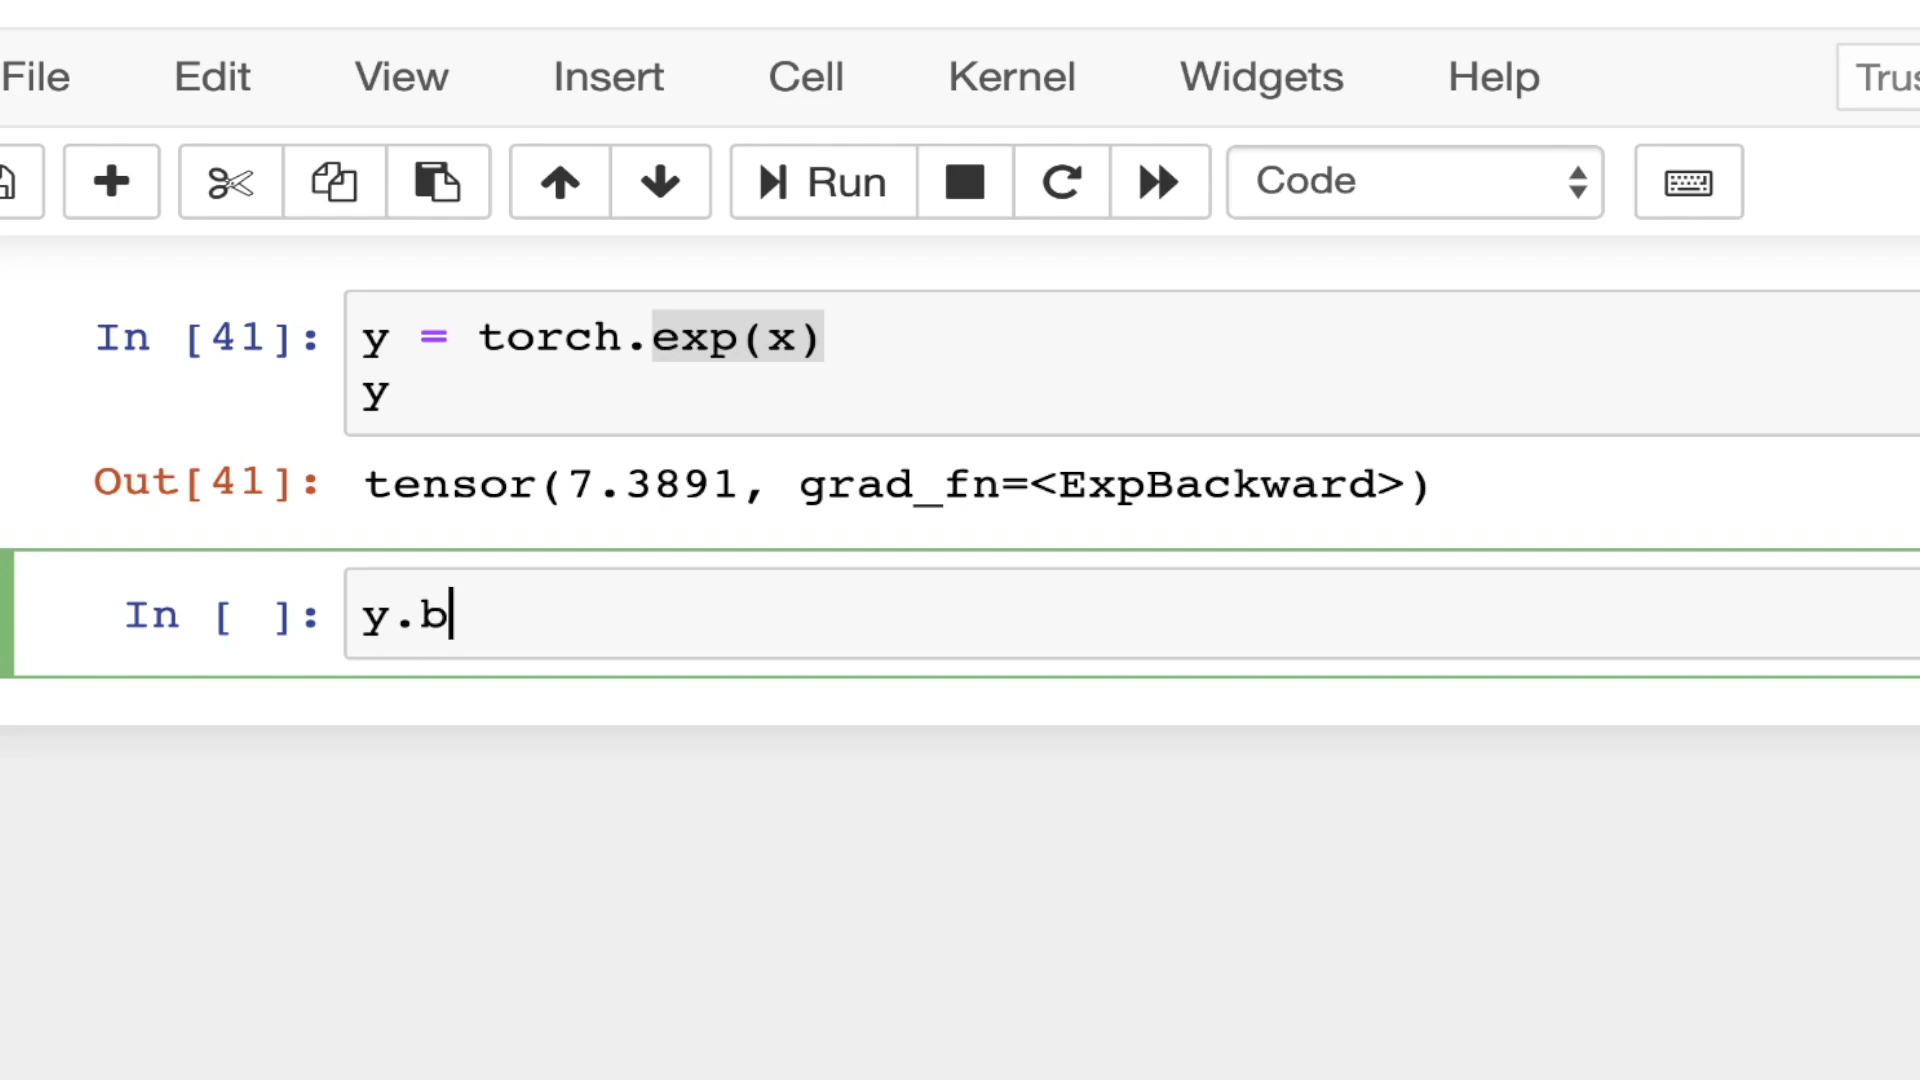 File Edit View Insert Cell Kernel Widgets Help Trus
Run Code
In [41]: y = torch.exp(x)
y
Out[41]: tensor(7.3891, grad_fn=<ExpBackward>)
In [ ]: y.b